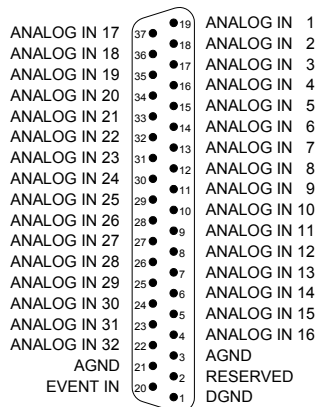 19 ANALOG IN 1
ANALOG IN 17 37
18 ANALOG IN 2
ANALOG IN 18 36
17 ANALOG IN 3
ANALOG IN 19 35
16 ANALOG IN 4
ANALOG IN 20 34
15 ANALOG IN 5
ANALOG IN 21 33
14 ANALOG IN 6
ANALOG IN 22 32
13 ANALOG IN 7
ANALOG IN 23 31
12 ANALOG IN 8
ANALOG IN 24 30
11 ANALOG IN 9
ANALOG IN 25 29
10 ANALOG IN 10
ANALOG IN 26 28
9 ANALOG IN 11
ANALOG IN 27 27
8 ANALOG IN 12
ANALOG IN 28 26
7 ANALOG IN 13
ANALOG IN 29 25
6 ANALOG IN 14
ANALOG IN 30 24
5 ANALOG IN 15
ANALOG IN 31 23
4 ANALOG IN 16
ANALOG IN 32 22
3 AGND
AGND 21
2 RESERVED
EVENT IN 20
1 DGND